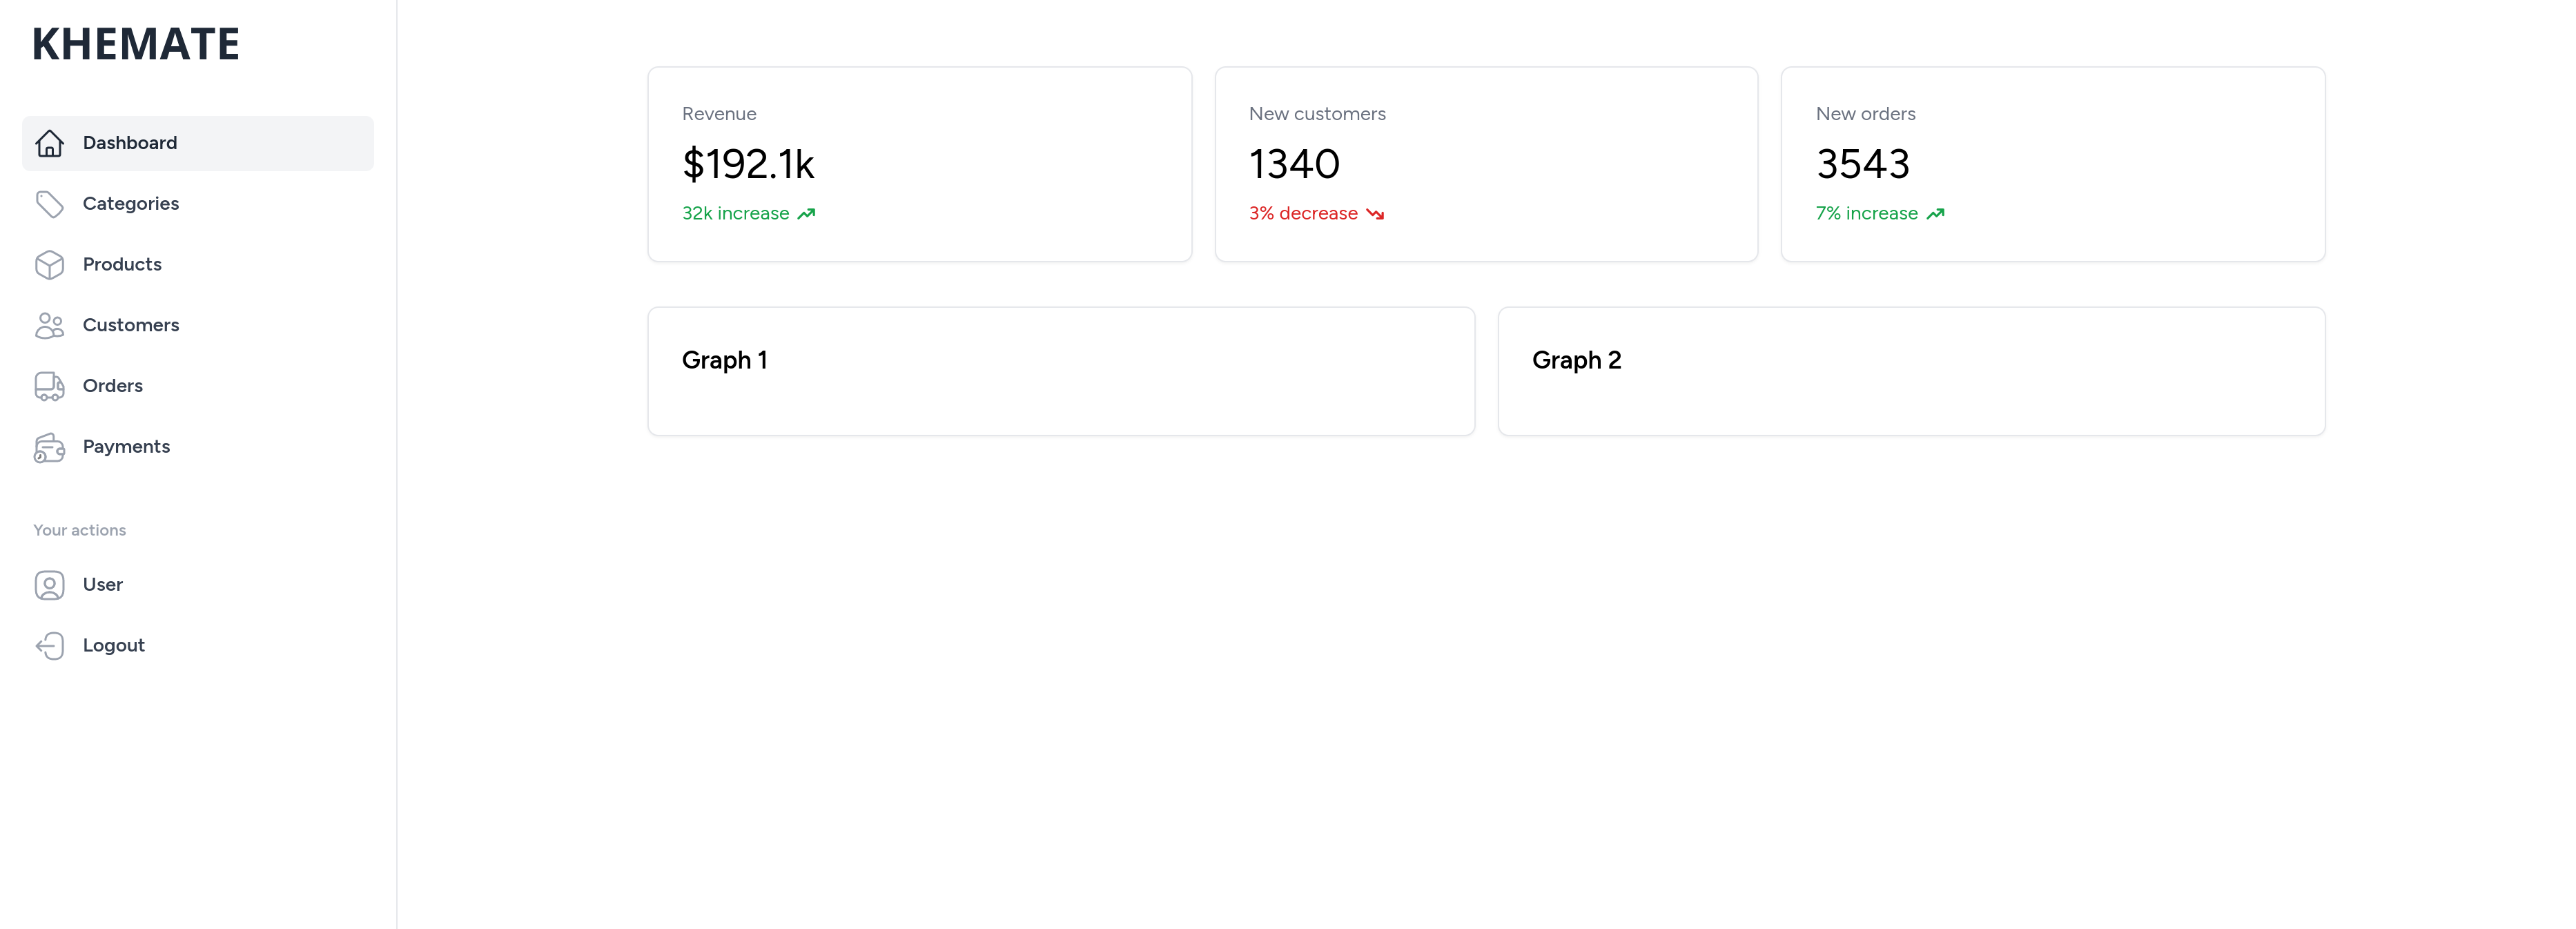 KHEMATE
Dashboard
Categories
Products
Customers
Orders
Payments
Your actions
User
Logout
Revenue
$192.1k
32k increase
New customers
1340
3% decrease
New orders
3543
7% increase
Graph 1
Graph 2